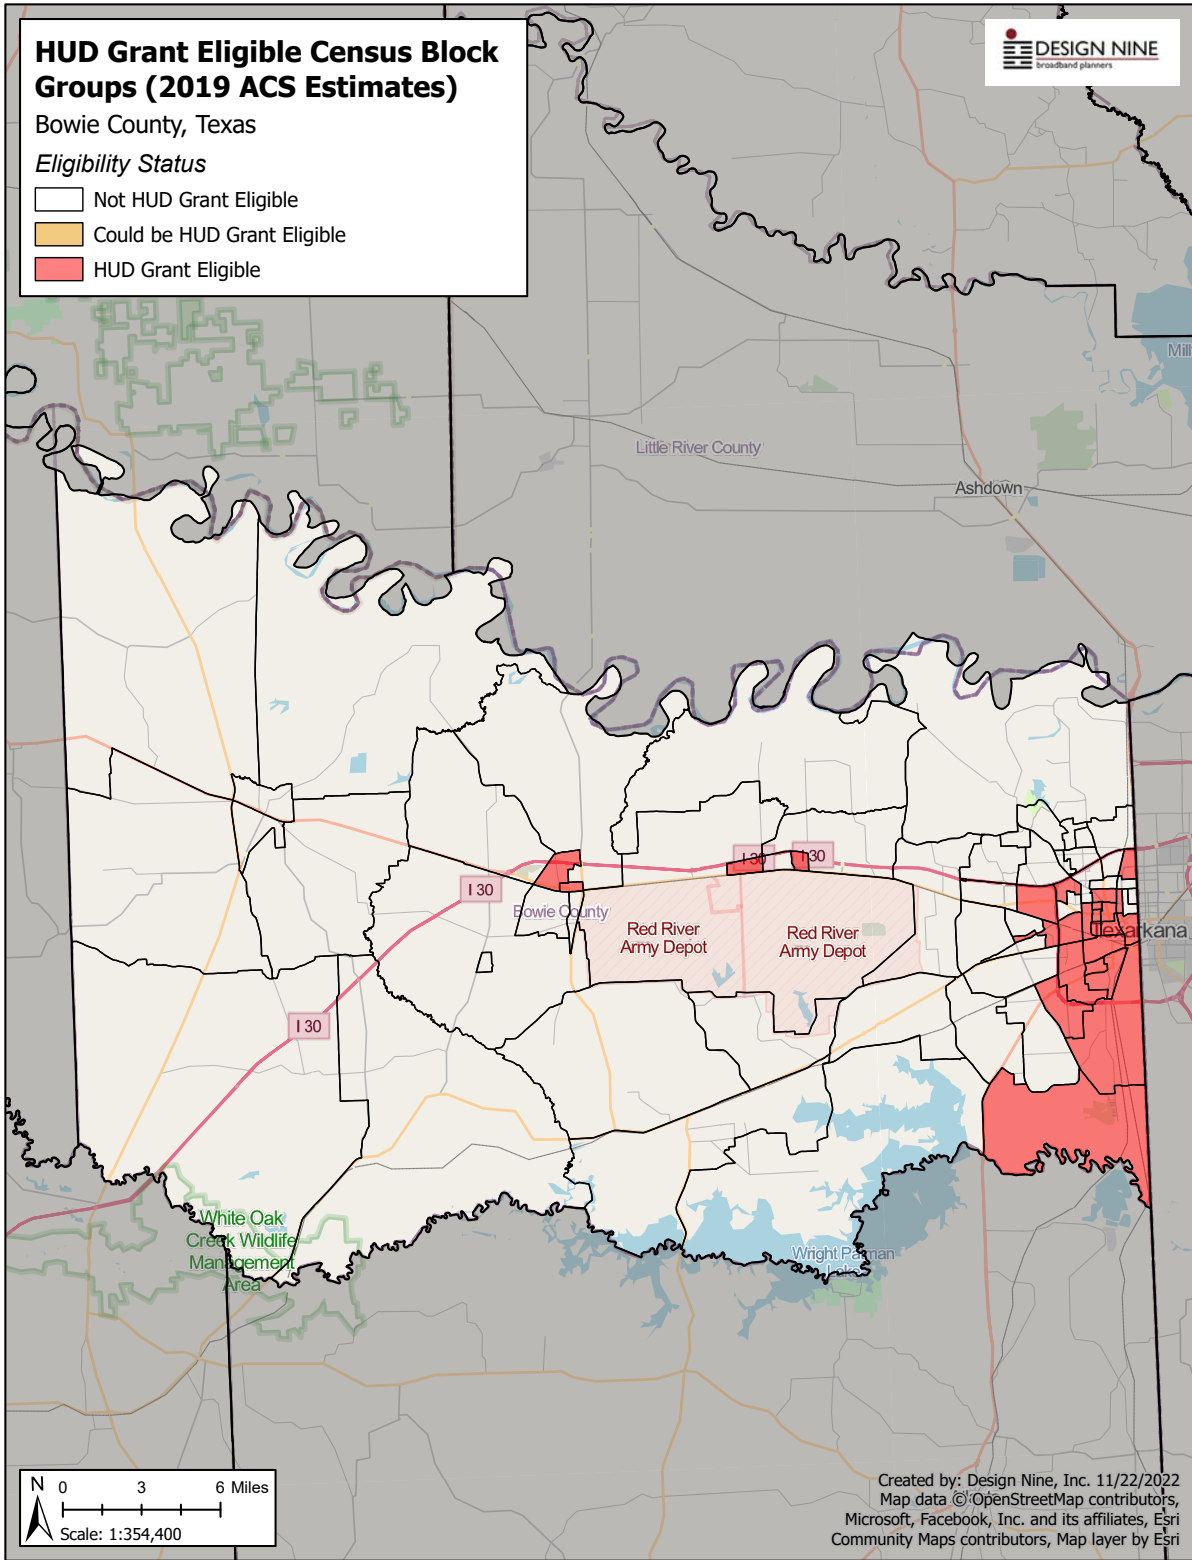 HUD Grant Eligible Census Block
Groups (2019 ACS Estimates)
Bowie County, Texas
Eligibility Status
Not HUD Grant Eligible
Could be HUD Grant Eligible
HUD Grant Eligible
DESIGN NINE
broadband planners
Mill
Little River County
Ashdown
I 30
I 30
I 30
Bowie County
Red River
Army Depot
Red River
Army Depot
Texarkana
I 30
White Oak
Creek Wildlife
Management
Area
Wright Patman
Lake
N 0 3 6 Miles
Scale: 1:354,400
Created by: Design Nine, Inc. 11/22/2022
Map data © OpenStreetMap contributors,
Microsoft, Facebook, Inc. and its affiliates, Esri
Community Maps contributors, Map layer by Esri